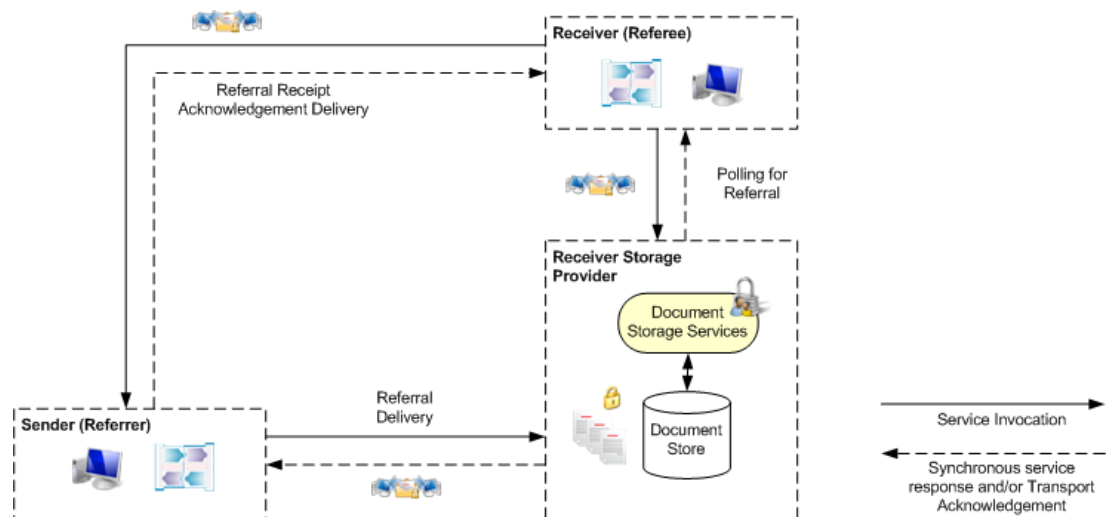 Receiver (Referee)
Referral Receipt
Acknowledgement Delivery
Polling for
Referral
Receiver Storage
Provider
Document
Storage Services
Document
Store
Sender (Referrer)
Referral
Delivery
Service Invocation
Synchronous service
response and/or Transport
Acknowledgement